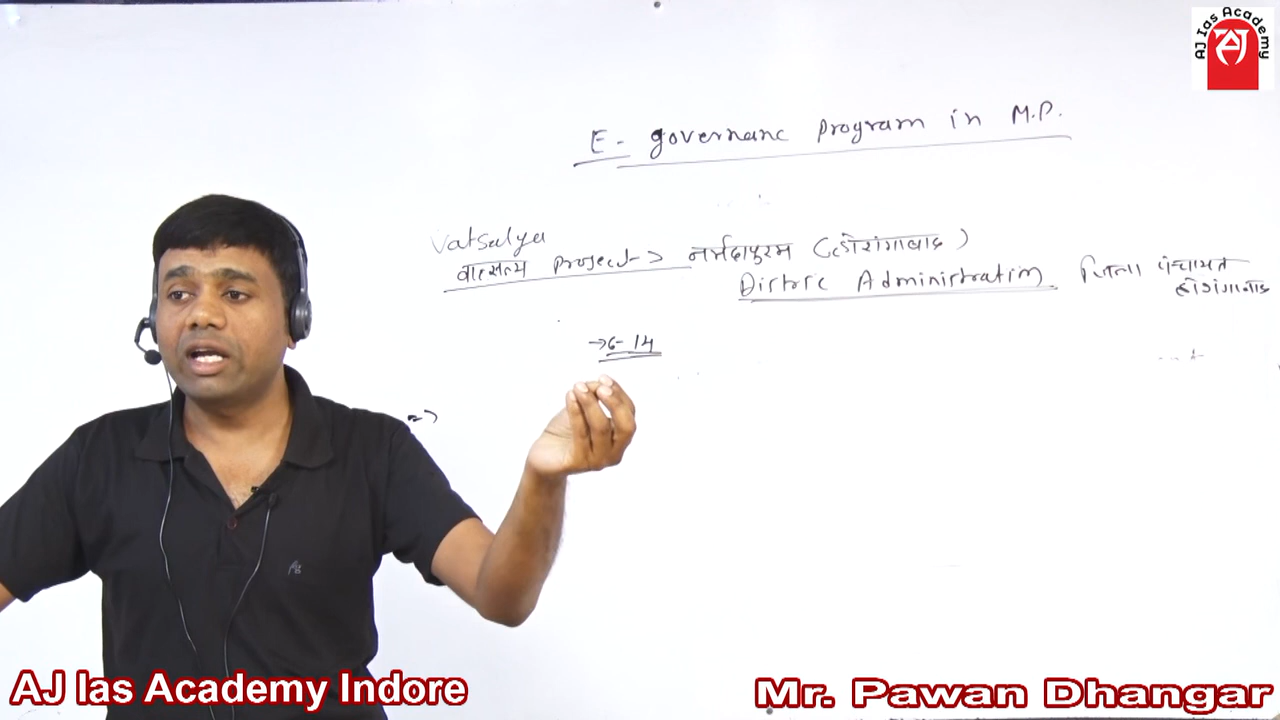 AJ Ias Academy
E- governanc program in M.P.
Vatsalya
वात्सल्य Project -> नर्मदापुरम (होशंगाबाद)
District Administration जिला पंचायत
होशंगाबाद
->6-14
=>
AJ Ias Academy Indore
Mr. Pawan Dhangar